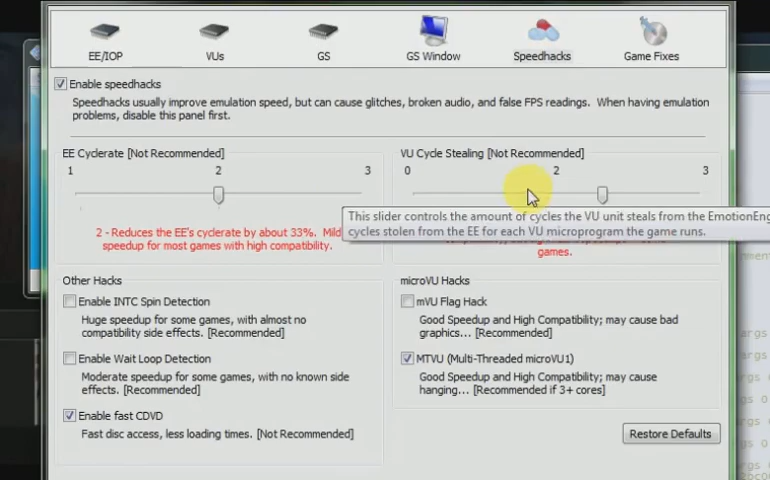 EE/IOP VUs GS GS Window Speedhacks Game Fixes
Enable speedhacks
Speedhacks usually improve emulation speed, but can cause glitches, broken audio, and false FPS readings. When having emulation
problems, disable this panel first.
EE Cyclerate [Not Recommended]
1 2 3
2 - Reduces the EE's cyclerate by about 33%. Mild
speedup for most games with high compatibility.
VU Cycle Stealing [Not Recommended]
0 2 3
This slider controls the amount of cycles the VU unit steals from the EmotionEng
cycles stolen from the EE for each VU microprogram the game runs.
games.
Other Hacks
Enable INTC Spin Detection
Huge speedup for some games, with almost no
compatibility side effects. [Recommended]
Enable Wait Loop Detection
Moderate speedup for some games, with no known side
effects. [Recommended]
Enable fast CDVD
Fast disc access, less loading times. [Not Recommended]
microVU Hacks
mVU Flag Hack
Good Speedup and High Compatibility; may cause bad
graphics... [Recommended]
MTVU (Multi-Threaded microVU1)
Good Speedup and High Compatibility; may cause
hanging... [Recommended if 3+ cores]
Restore Defaults
args
args
args 0
args 0
args 0